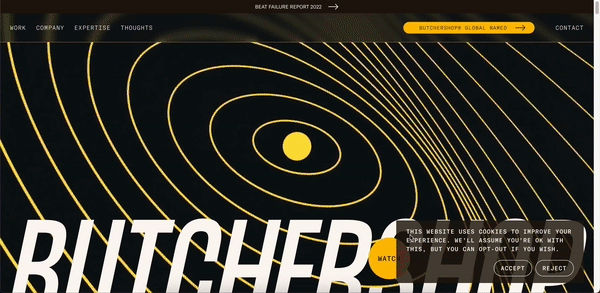 BEAT FAILURE REPORT 2022
WORK COMPANY EXPERTISE THOUGHTS
BUTCHERSHOP® GLOBAL NAMED
CONTACT
BUTCHERSHOP
WATC
THIS WEBSITE USES COOKIES TO IMPROVE YOUR
EXPERIENCE. WE'LL ASSUME YOU'RE OK WITH
THIS, BUT YOU CAN OPT-OUT IF YOU WISH.
ACCEPT REJECT